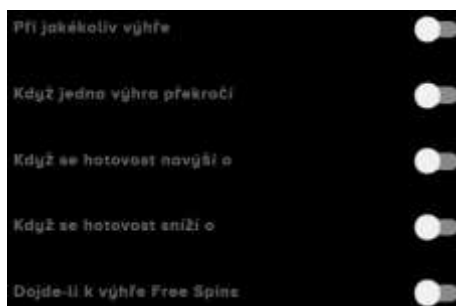 Při jakékoliv výhře
Když jedna výhra překročí
Když se hotovost navýší o
Když se hotovost sníží o
Dojde-li k výhře Free Spins